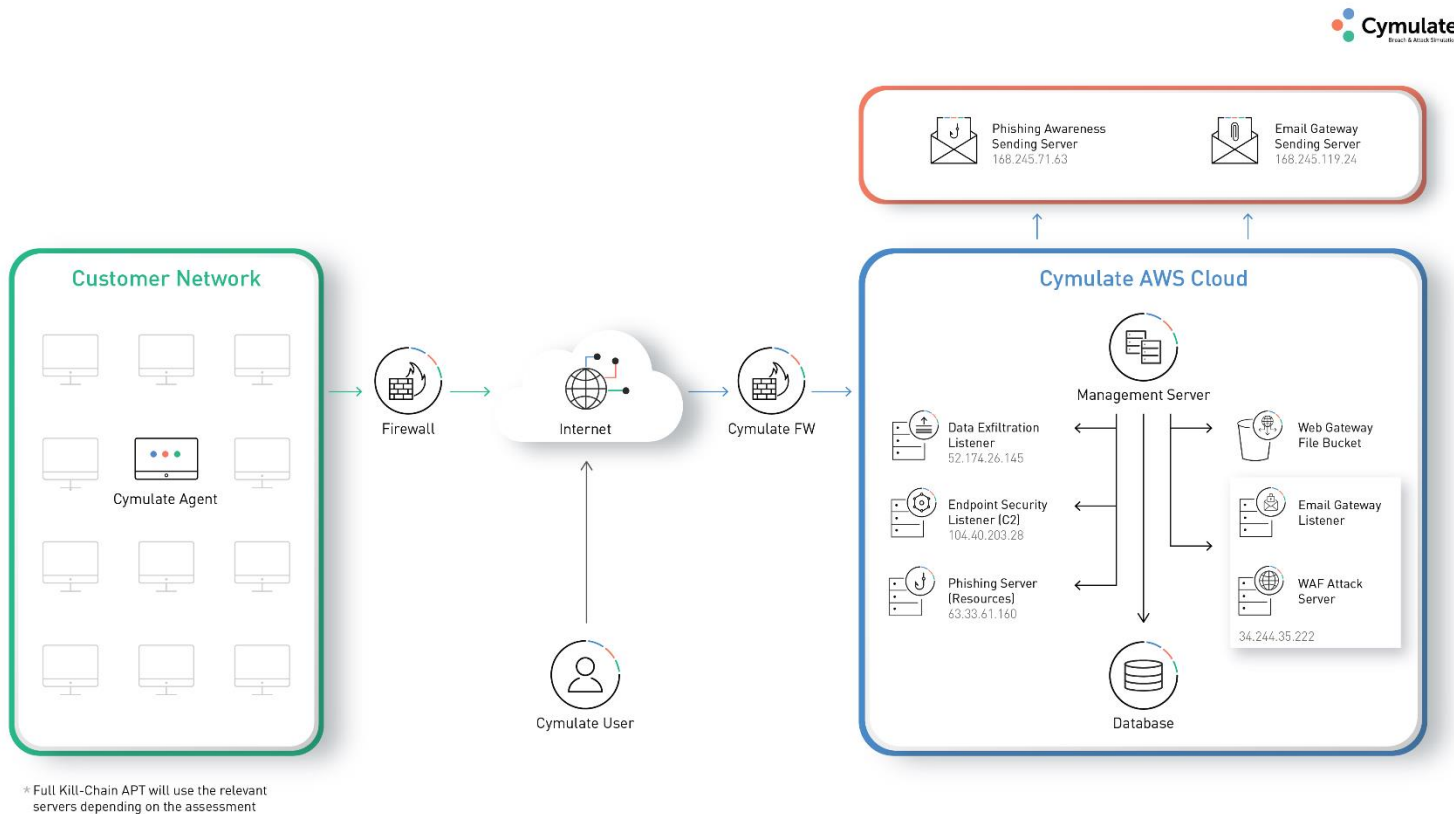 Cymulate
Breach & Attack Simulation
Phishing Awareness
Sending Server
168.245.71.63
Email Gateway
Sending Server
168.245.119.24
Customer Network
Cymulate Agent
Firewall
Internet
Cymulate FW
Cymulate User
Cymulate AWS Cloud
Management Server
Data Exfiltration
Listener
52.174.26.145
Endpoint Security
Listener (C2)
104.40.203.28
Phishing Server
(Resources)
63.33.61.160
Web Gateway
File Bucket
Email Gateway
Listener
WAF Attack
Server
34.244.35.222
Database
* Full Kill-Chain APT will use the relevant
servers depending on the assessment